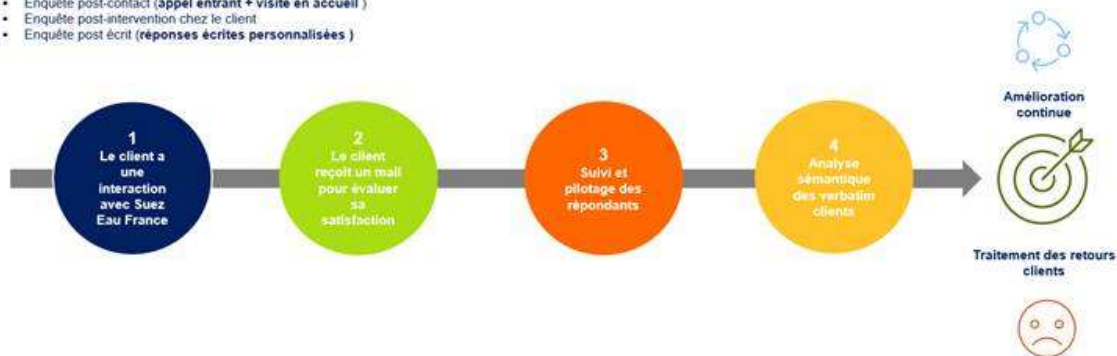 • Enquête post-contact (appel entrant + visite en accueil )
• Enquête post-intervention chez le client
• Enquête post écrit (réponses écrites personnalisées )
1
Le client a
une
interaction
avec Suez
Eau France
2
Le client
reçoit un mail
pour évaluer
sa
satisfaction
3
Suivi et
pilotage des
répondants
4
Analyse
sémantique
des verbatim
clients
Amélioration
continue
Traitement des retours
clients